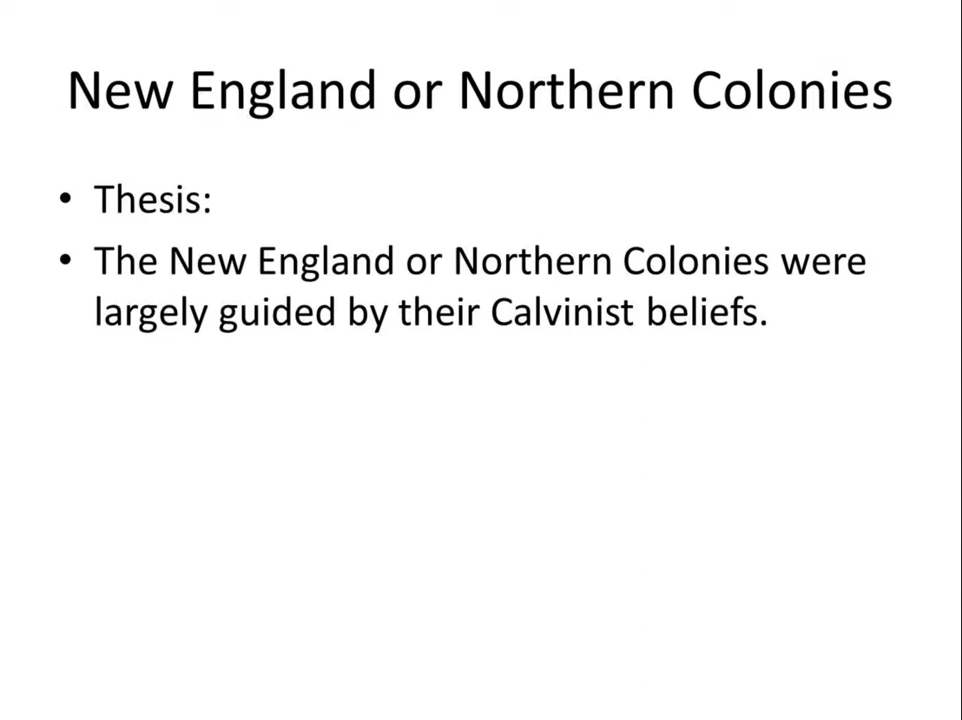 New England or Northern Colonies
• Thesis:
• The New England or Northern Colonies were
largely guided by their Calvinist beliefs.